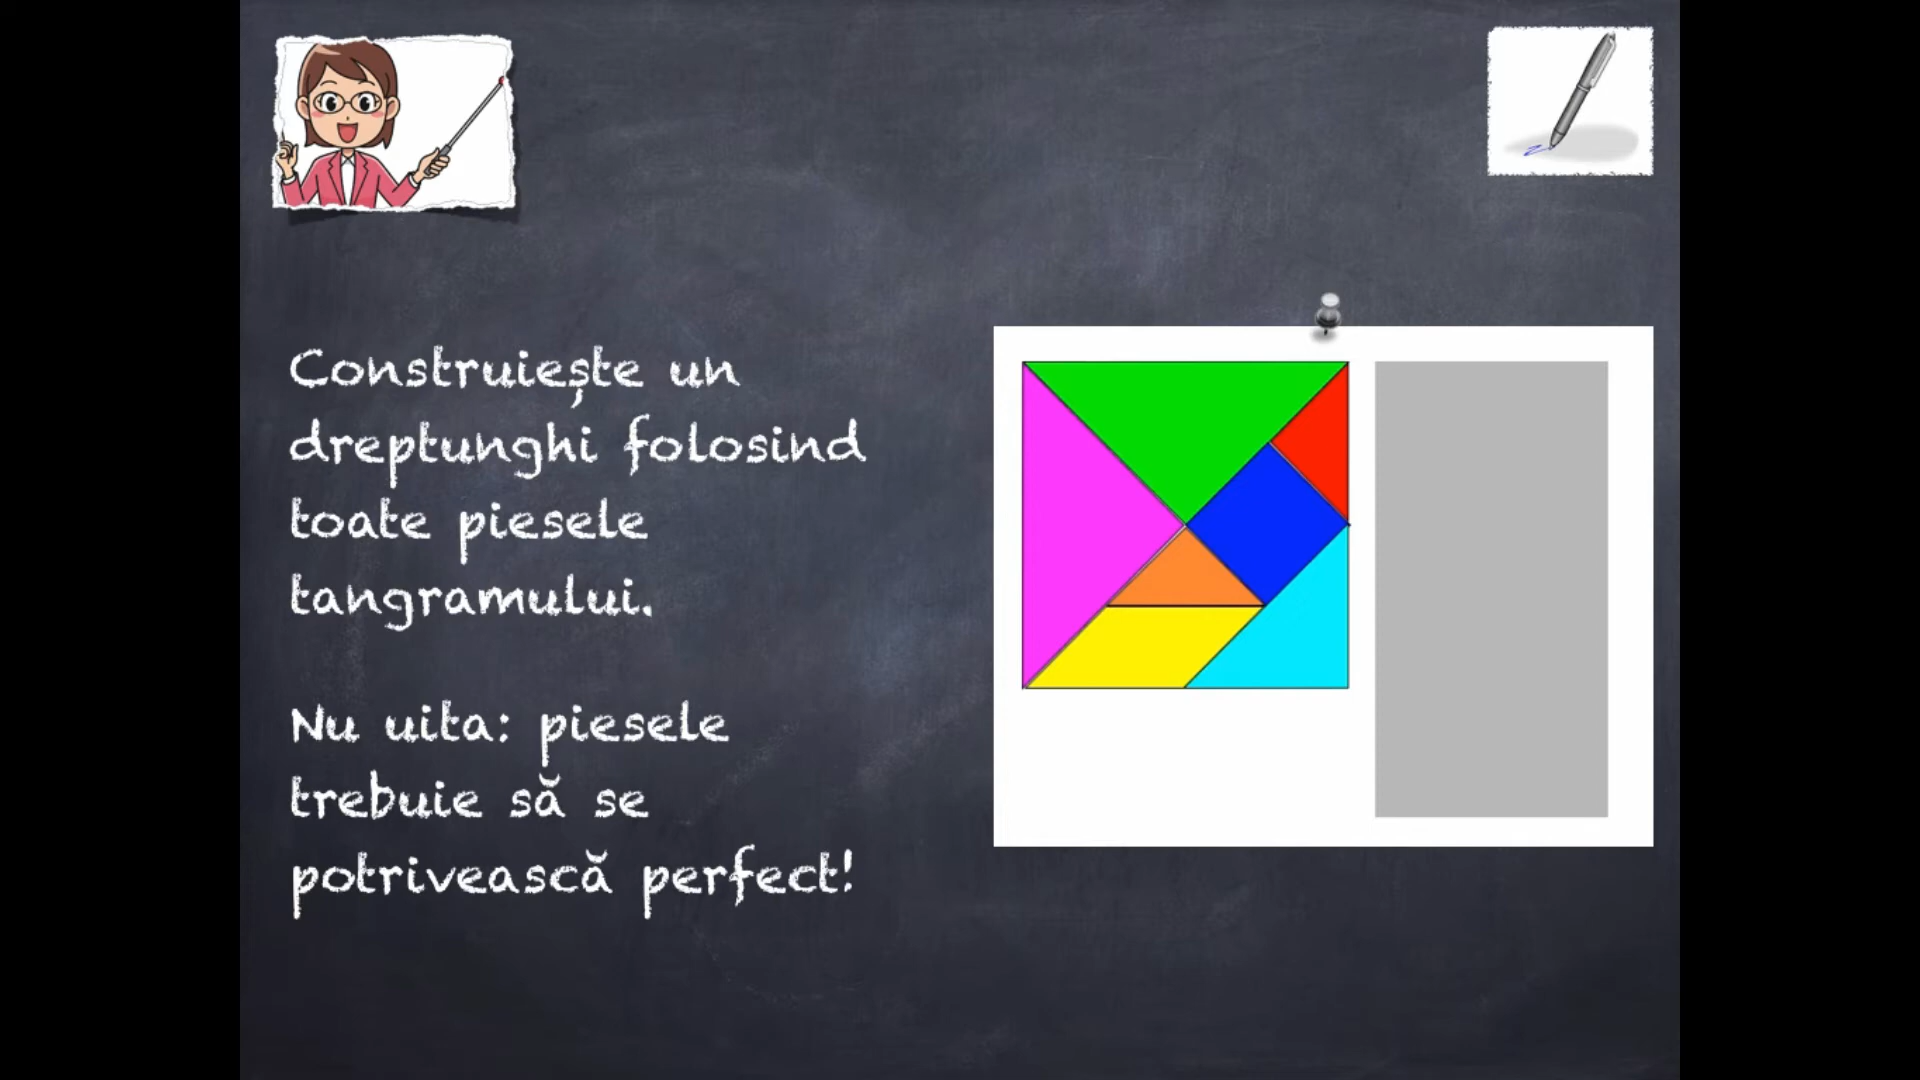 Construiește un
dreptunghi folosind
toate piesele
tangramului.
Nu uita: piesele
trebuie să se
potrivească perfect!